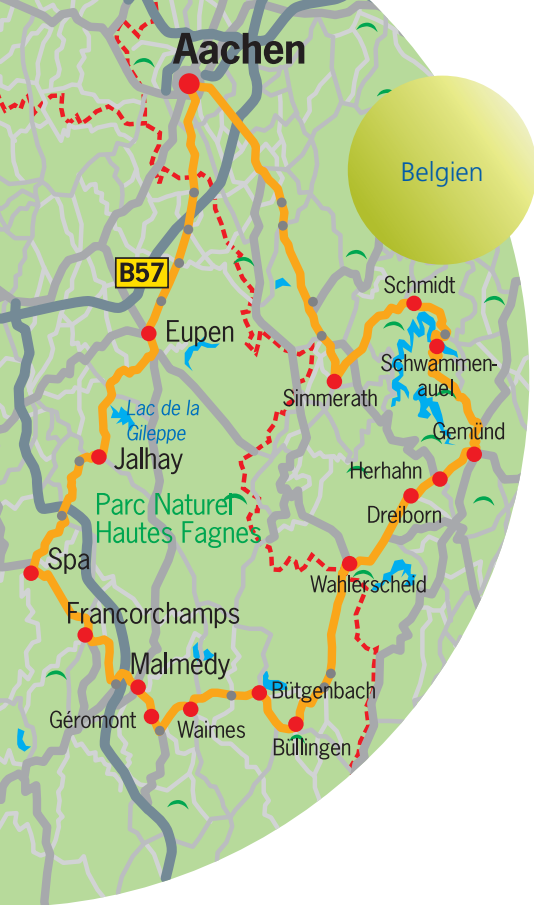 Aachen
Belgien
B57
Schmidt
Eupen
Schwammen-
auel
Simmerath
Lac de la
Gileppe
Gemünd
Jalhay
Herhahn
Parc Naturel
Hautes Fagnes
Dreiborn
Spa
Wahlerscheid
Francorchamps
Malmedy
Bütgenbach
Géromont
Waimes
Büllingen